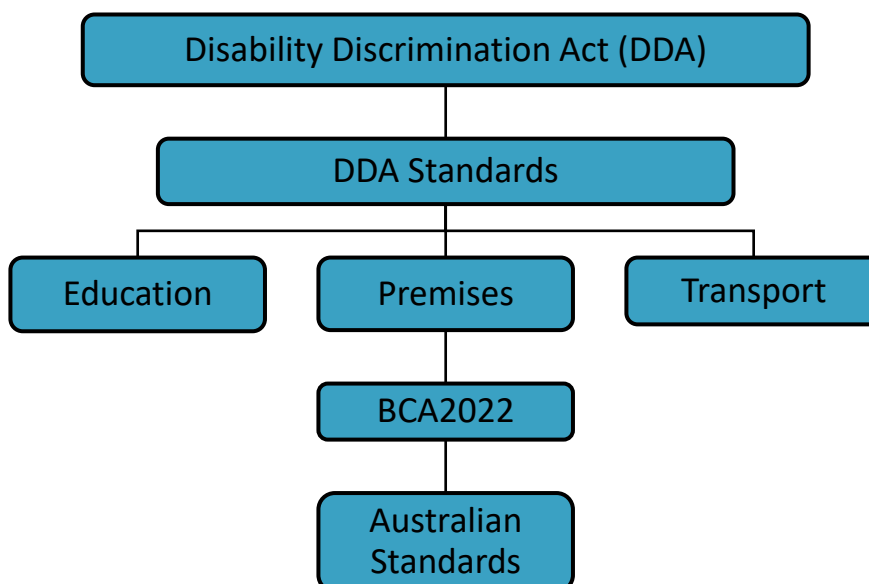 Disability Discrimination Act (DDA)
DDA Standards
Education
Premises
Transport
BCA2022
Australian
Standards